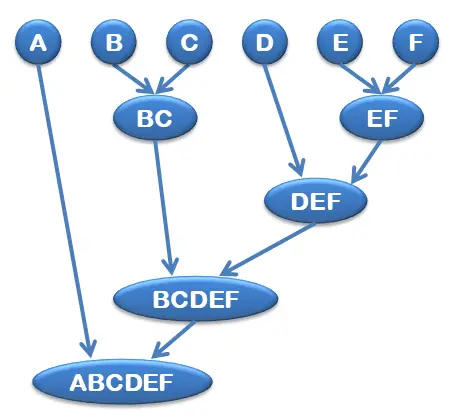 A B C D E F
BC EF
DEF
BCDEF
ABCDEF